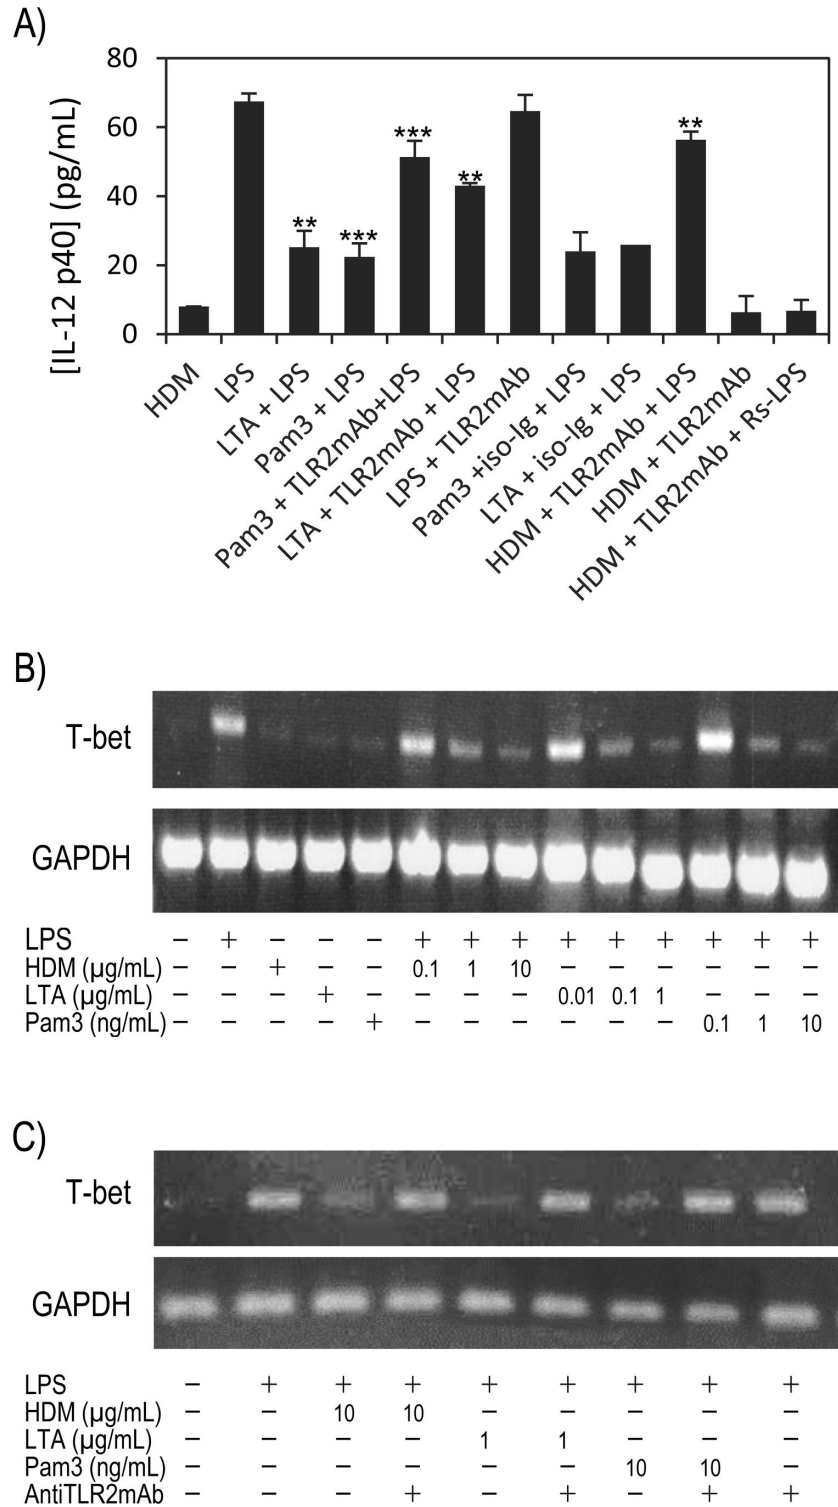 A)
[IL-12 p40] (pg/mL)
80
60
40
20
0
** *** *** ** **
HDM
LPS
LTA + LPS
Pam3 + LPS
Pam3 + TLR2mAb+LPS
LTA + TLR2mAb + LPS
LPS + TLR2mAb
Pam3 +iso-Ig + LPS
LTA + iso-Ig + LPS
HDM + TLR2mAb + LPS
HDM + TLR2mAb
HDM + TLR2mAb + Rs-LPS
B)
T-bet
GAPDH
LPS – + – – – + + + + + + + + +
HDM (µg/mL) – – + – – 0.1 1 10 – – – – – –
LTA (µg/mL) – – – + – – – – 0.01 0.1 1 – – –
Pam3 (ng/mL) – – – – + – – – – – – 0.1 1 10
C)
T-bet
GAPDH
LPS – + + + + + + + +
HDM (µg/mL) – – 10 10 – – – – –
LTA (µg/mL) – – – – 1 1 – – –
Pam3 (ng/mL) – – – – – – 10 10 –
AntiTLR2mAb – – – + – + – + +